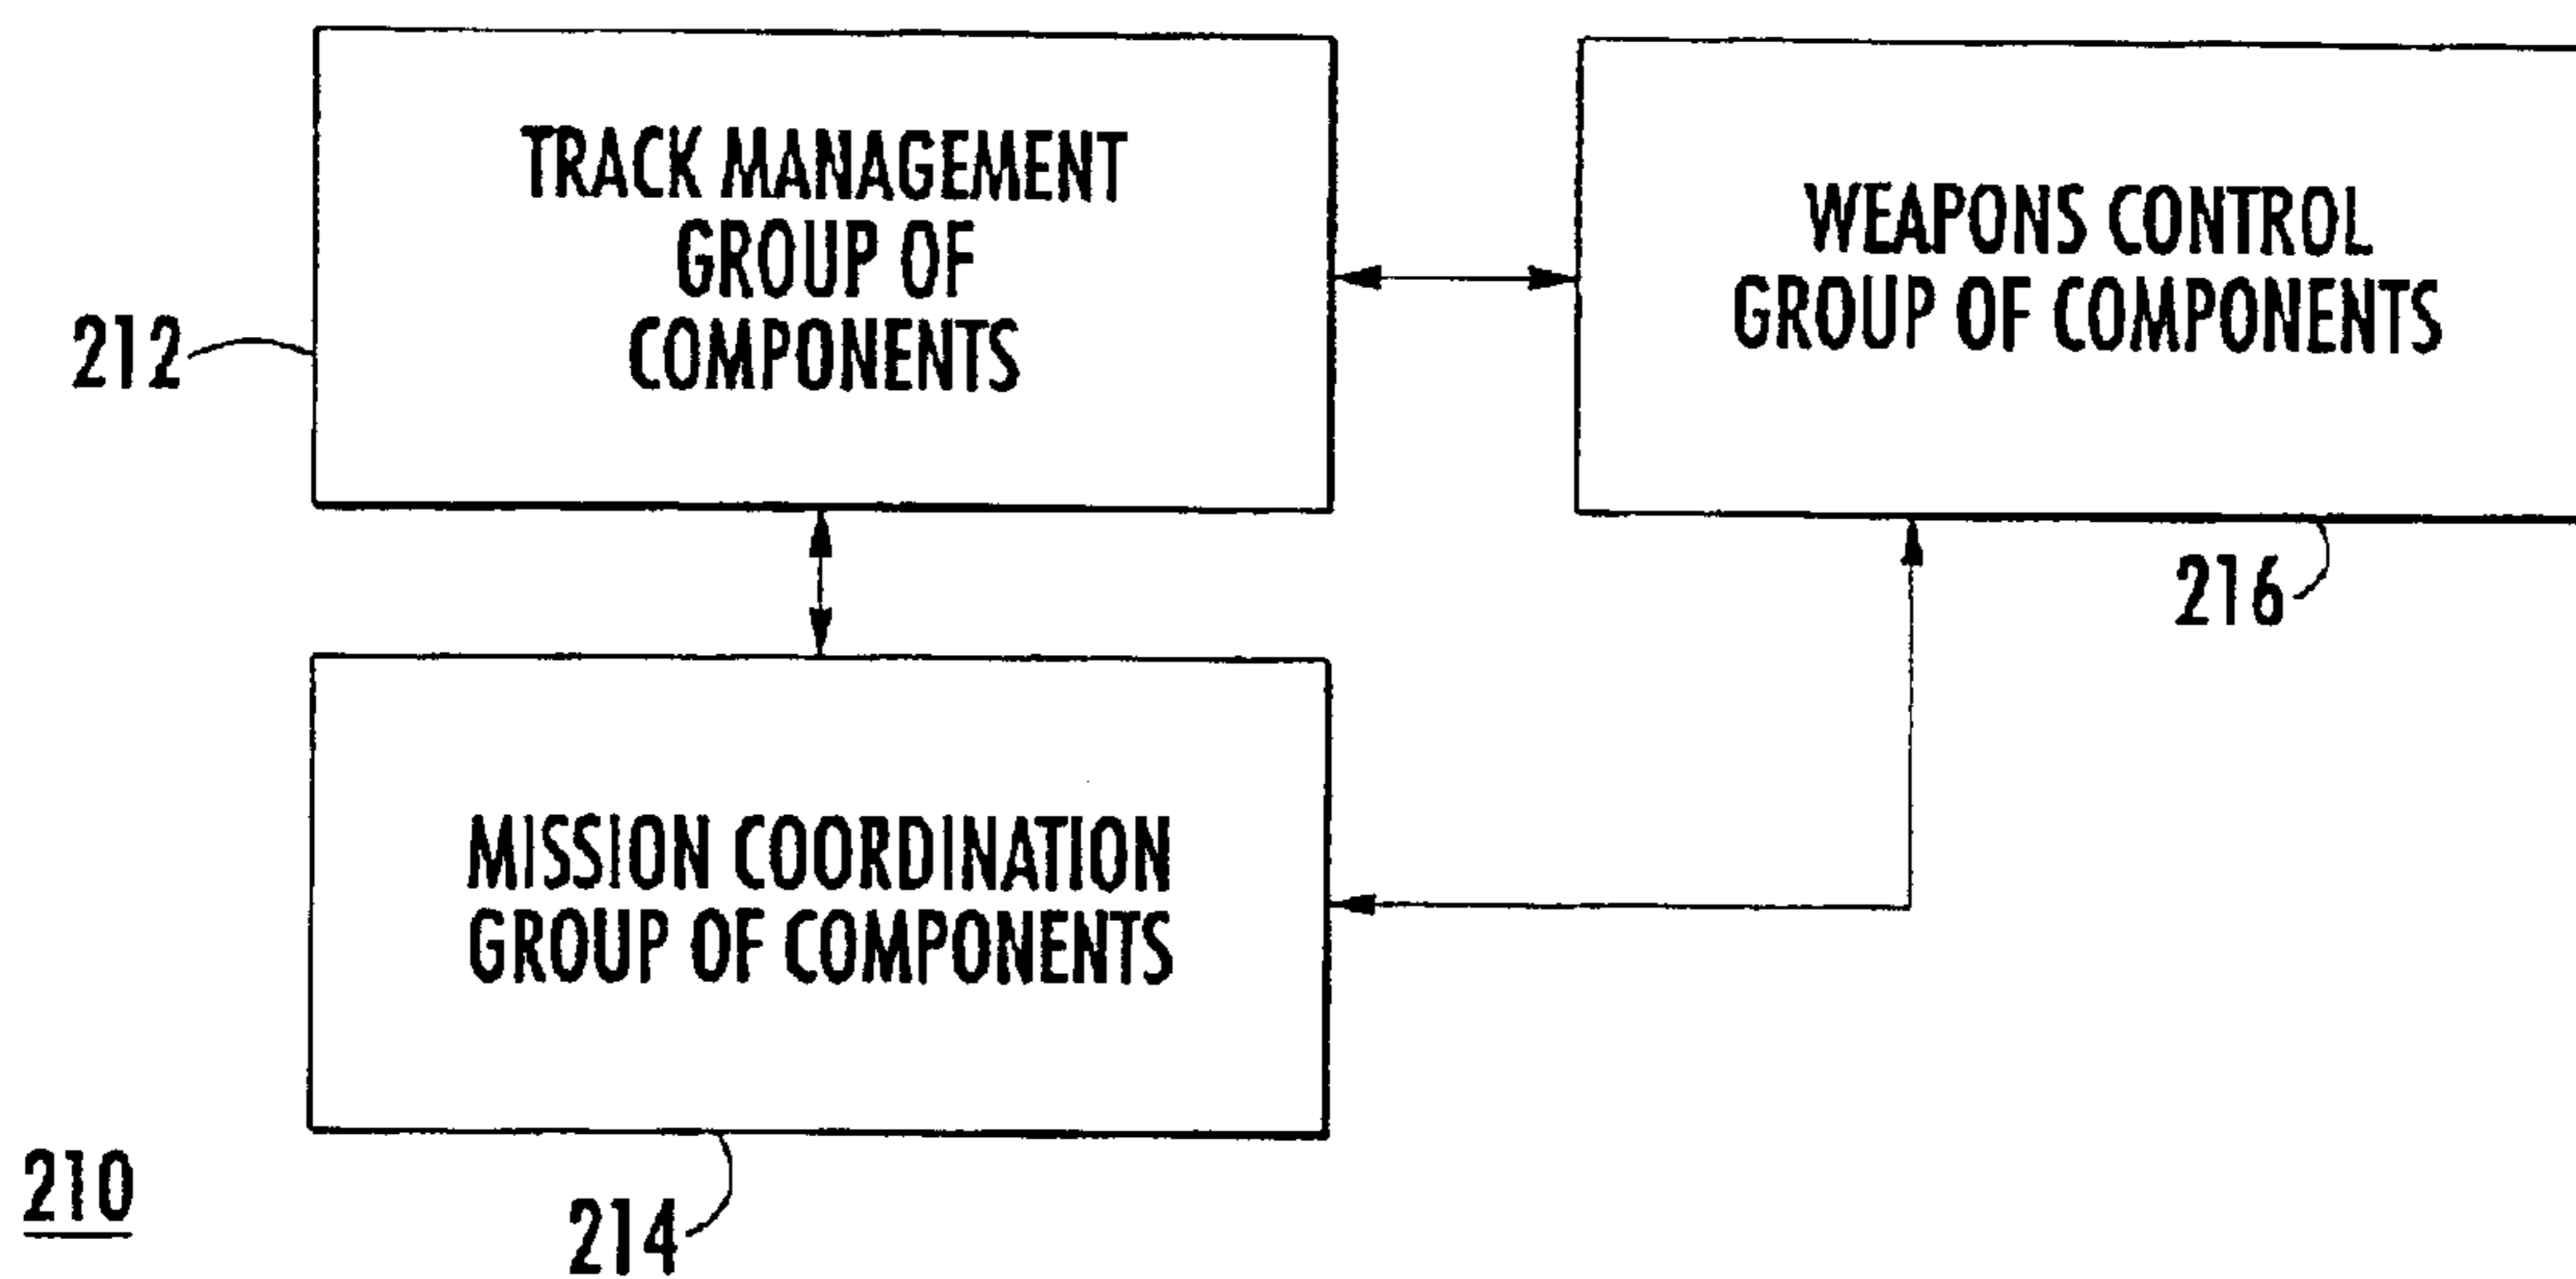 TRACK MANAGEMENT
GROUP OF
COMPONENTS
WEAPONS CONTROL
GROUP OF COMPONENTS
212
216
MISSION COORDINATION
GROUP OF COMPONENTS
210
214